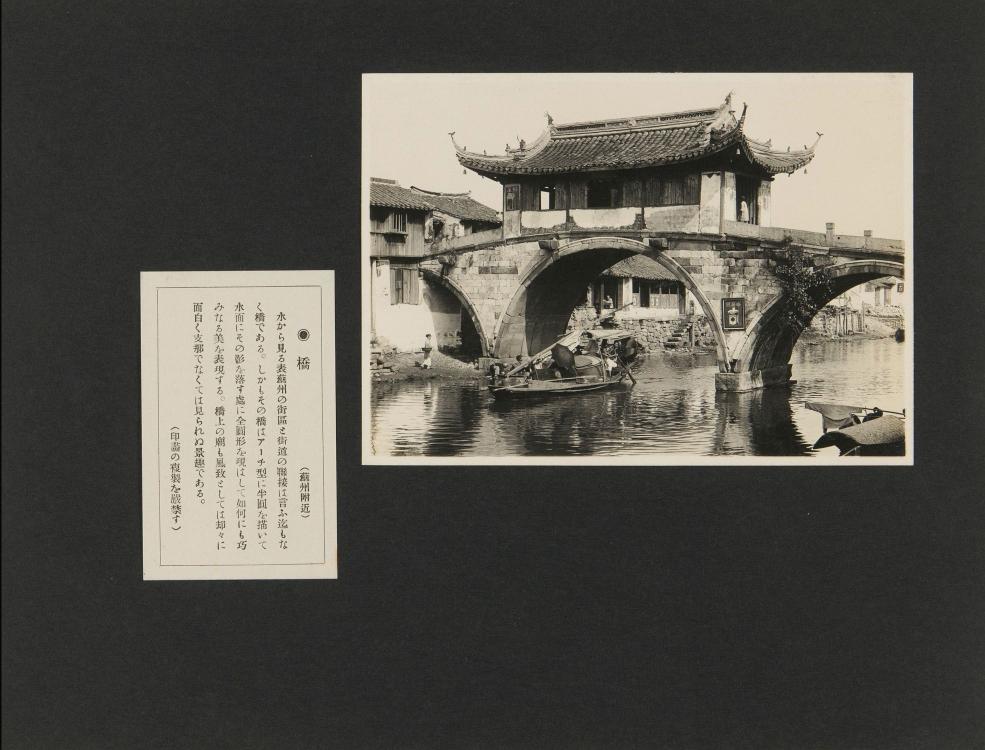 ◉ 橋
（蘇州附近）
水から見る表蘇州の街區と街道の聯接は言ふ迄もな
く橋である。しかもその橋はアーチ型に半圓を描いて
水面にその影を落す處に全圓形を現はして如何にも巧
みなる美を表現する。橋上の廟も風致としては却々に
面白く支那でなくては見られぬ景趣である。
（印畵の複製を嚴禁す）